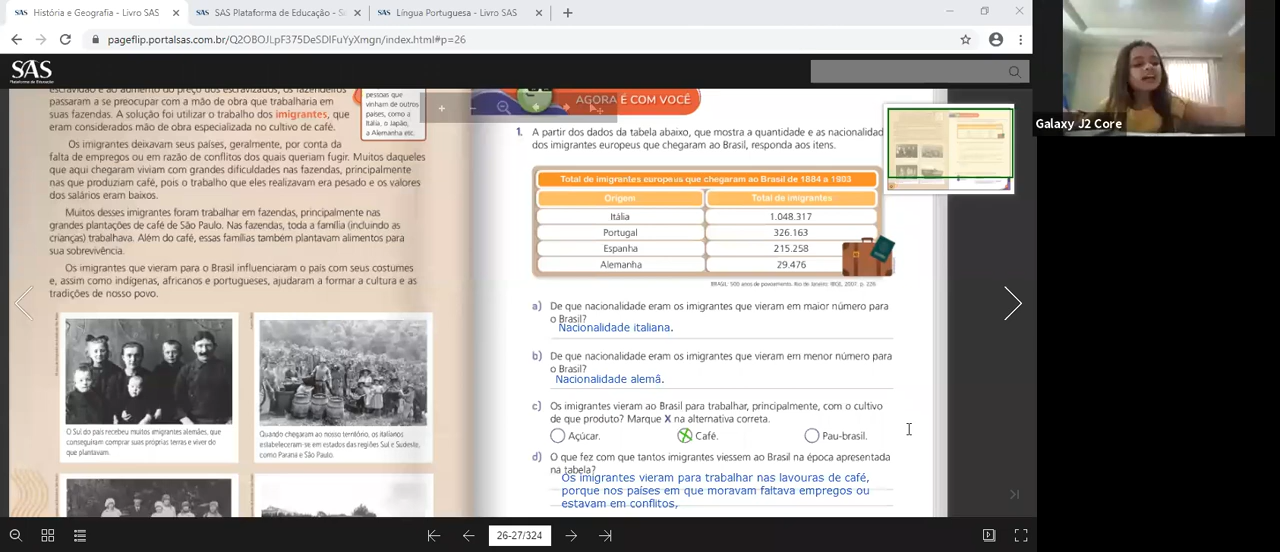 História e Geografia - Livro SAS
SAS Plataforma de Educação - S
Língua Portuguesa - Livro SAS
pageflip.portalsas.com.br/Q2OBOJLpF375DeSDIFuYyXmgn/index.html#p=26
SAS
Plataforma de Educação
Galaxy J2 Core
passaram a se preocupar com a mão de obra que trabalharia em
suas fazendas. A solução foi utilizar o trabalho dos imigrantes, que
eram considerados mão de obra especializada no cultivo de café.
pessoas que
vinham de outros
países, como a
Itália, o Japão,
a Alemanha etc.
Os imigrantes deixavam seus países, geralmente, por conta da
falta de empregos ou em razão de conflitos dos quais queriam fugir. Muitos daqueles
que aqui chegaram viviam com grandes dificuldades nas fazendas, principalmente
nas que produziam café, pois o trabalho que eles realizavam era pesado e os valores
dos salários eram baixos.
Muitos desses imigrantes foram trabalhar em fazendas, principalmente nas
grandes plantações de café de São Paulo. Nas fazendas, toda a família (incluindo as
crianças) trabalhava. Além do café, essas famílias também plantavam alimentos para
sua sobrevivência.
Os imigrantes que vieram para o Brasil influenciaram o país com seus costumes
e, assim como indígenas, africanos e portugueses, ajudaram a formar a cultura e as
tradições de nosso povo.
O Sul do país recebeu muitos imigrantes alemães, que
conseguiram comprar suas próprias terras e viver do
que plantavam.
Quando chegaram ao nosso território, os italianos
estabeleceram-se em estados das regiões Sul e Sudeste,
como Paraná e São Paulo.
AGORA É COM VOCÊ
1. A partir dos dados da tabela abaixo, que mostra a quantidade e as nacionalidad
dos imigrantes europeus que chegaram ao Brasil, responda aos itens.
Total de imigrantes europeus que chegaram ao Brasil de 1884 a 1903
Origem Total de imigrantes
Itália 1.048.317
Portugal 326.163
Espanha 215.258
Alemanha 29.476
BRASIL: 500 anos de povoamento. Rio de Janeiro: IBGE, 2007. p. 226.
a) De que nacionalidade eram os imigrantes que vieram em maior número para
o Brasil?
Nacionalidade italiana.
b) De que nacionalidade eram os imigrantes que vieram em menor número para
o Brasil?
Nacionalidade alemã.
c) Os imigrantes vieram ao Brasil para trabalhar, principalmente, com o cultivo
de que produto? Marque X na alternativa correta.
Açúcar. Café. Pau-brasil.
d) O que fez com que tantos imigrantes viessem ao Brasil na época apresentada
na tabela?
Os imigrantes vieram para trabalhar nas lavouras de café,
porque nos países em que moravam faltava empregos ou
estavam em conflitos,
26-27/324